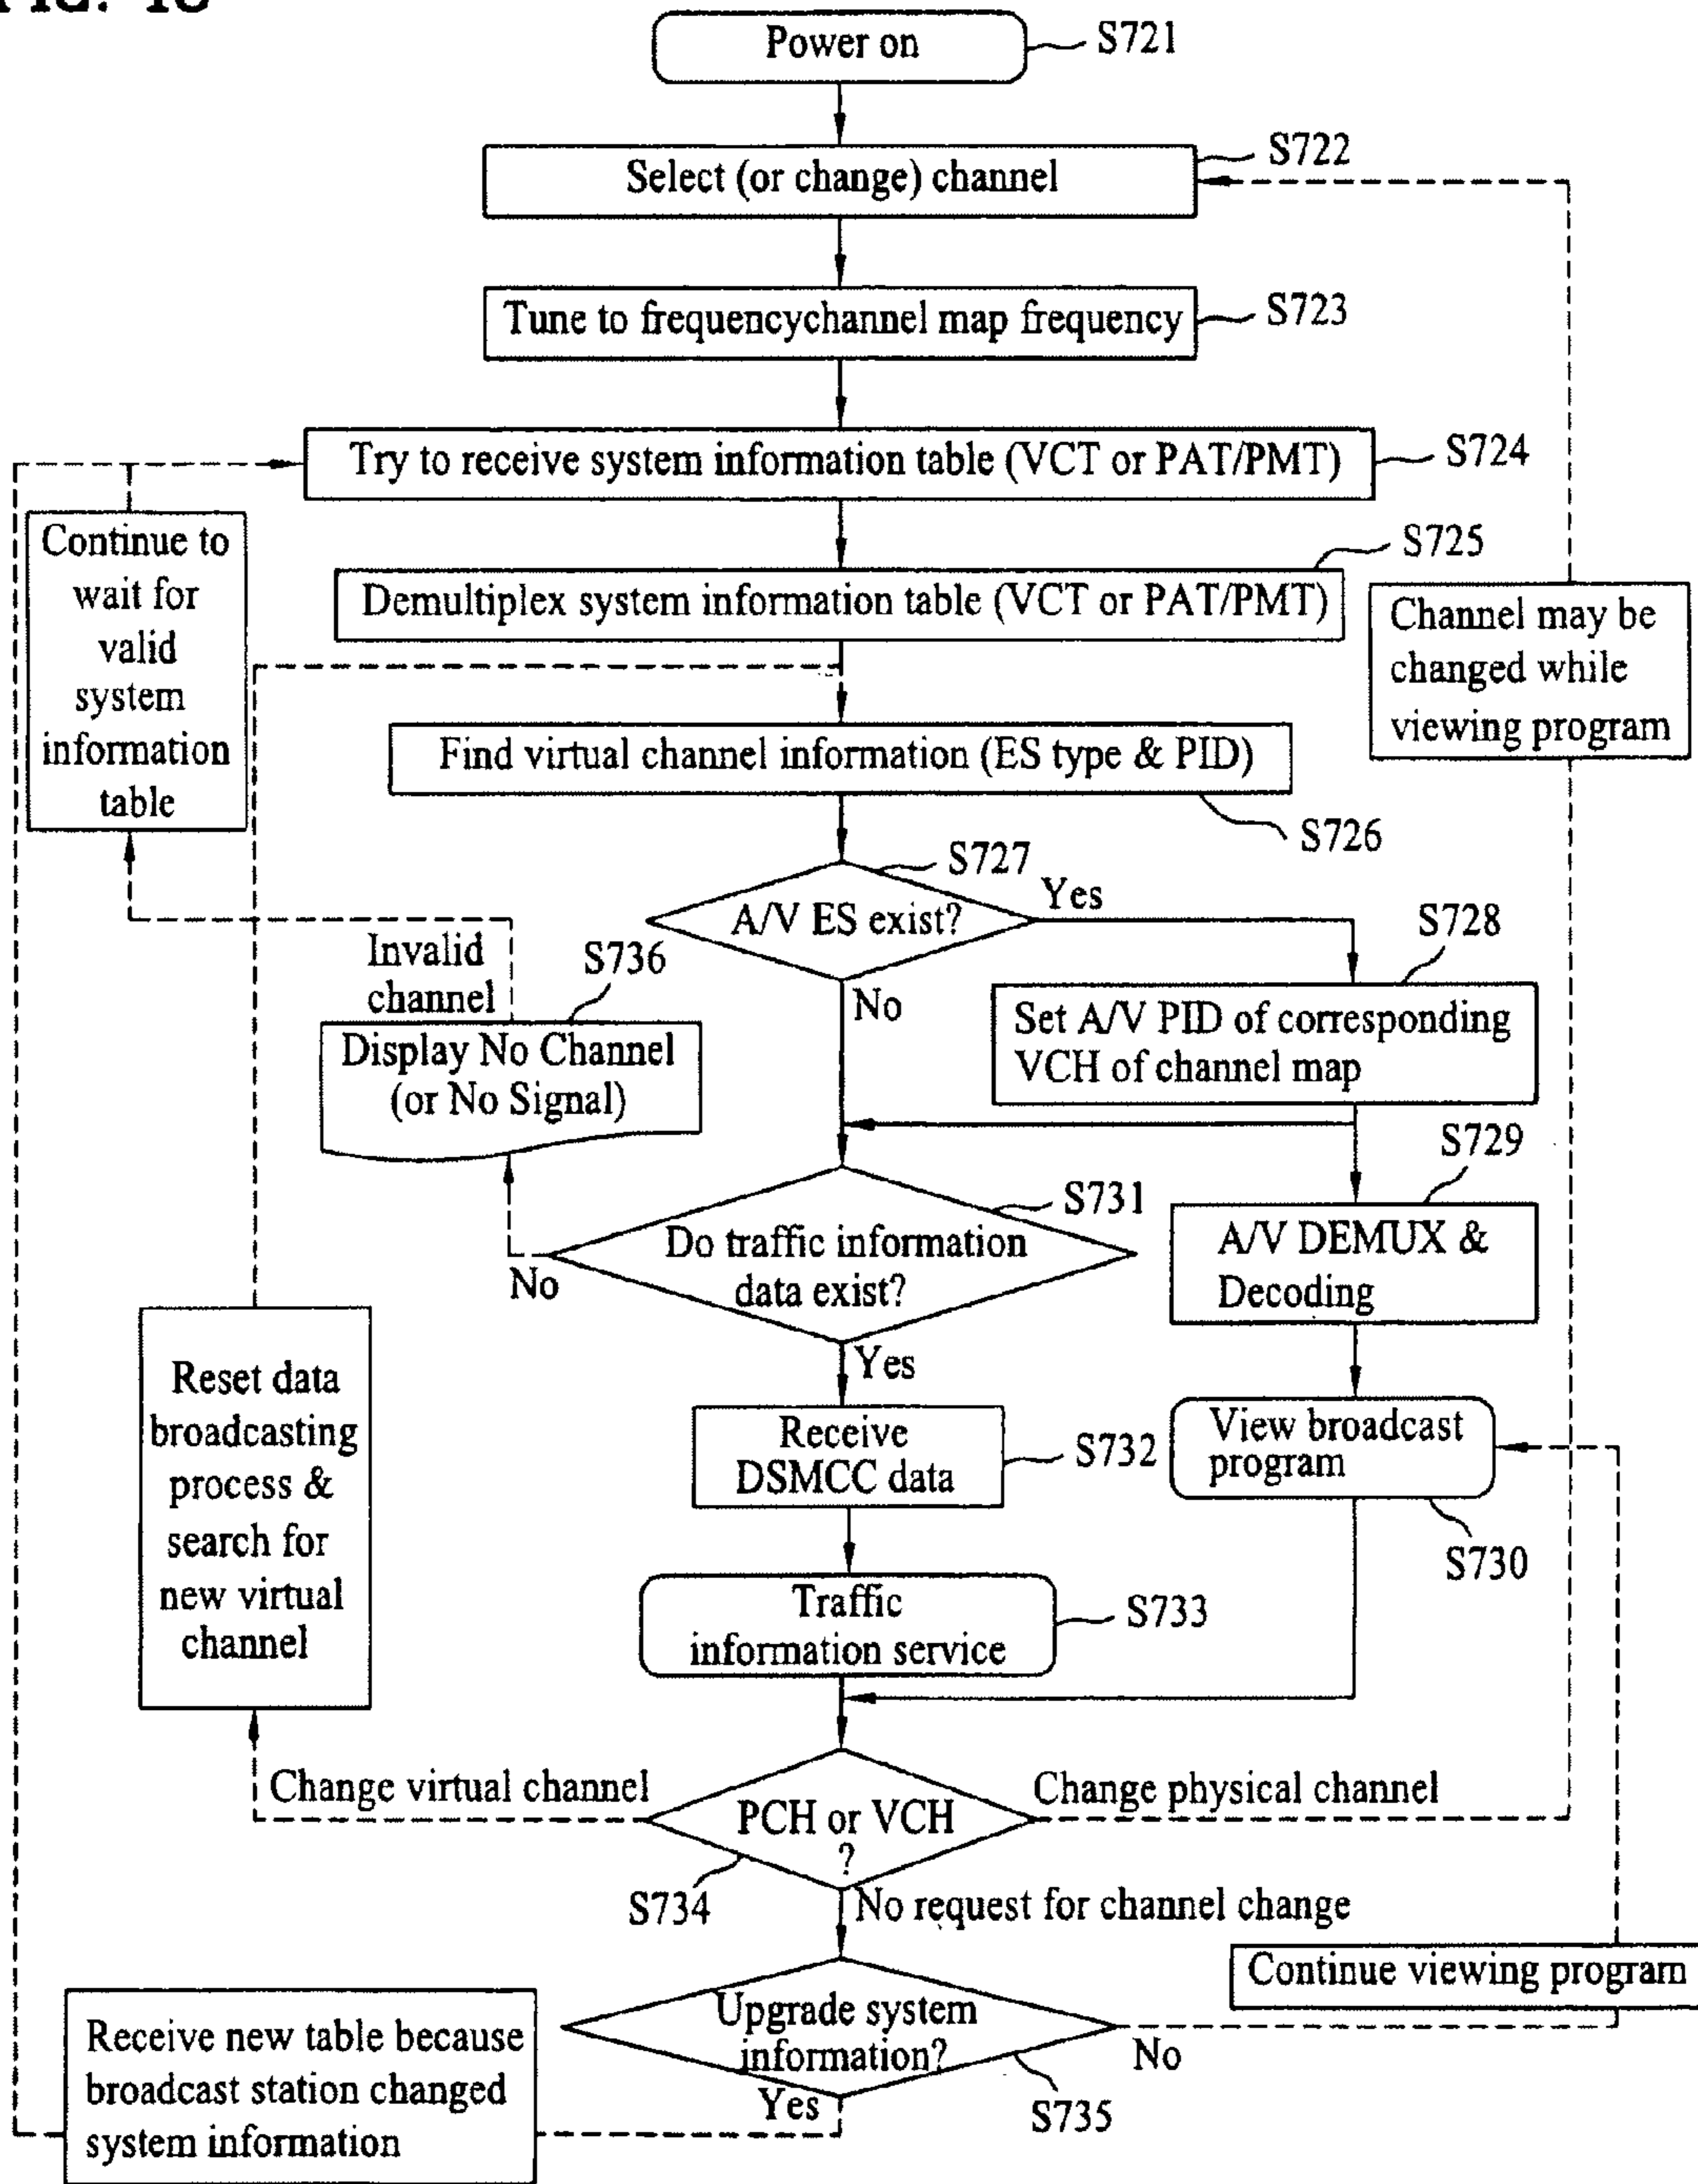 Power on
S721
Select (or change) channel
S722
Tune to frequencychannel map frequency
S723
Try to receive system information table (VCT or PAT/PMT)
S724
Continue to
wait for
valid
system
information
table
S725
Demultiplex system information table (VCT or PAT/PMT)
Channel may be
changed while
viewing program
Find virtual channel information (ES type & PID)
S726
S727
A/V ES exist?
Yes
No
S728
Set A/V PID of corresponding
VCH of channel map
Invalid
channel
S736
Display No Channel
(or No Signal)
S729
A/V DEMUX &
Decoding
S731
Do traffic information
data exist?
No
Yes
Reset data
broadcasting
process &
search for
new virtual
channel
Receive
DSMCC data
S732
View broadcast
program
S730
Traffic
information service
S733
Change virtual channel
PCH or VCH
?
Change physical channel
S734
No request for channel change
Continue viewing program
Upgrade system
information?
No
Yes
S735
Receive new table because
broadcast station changed
system information